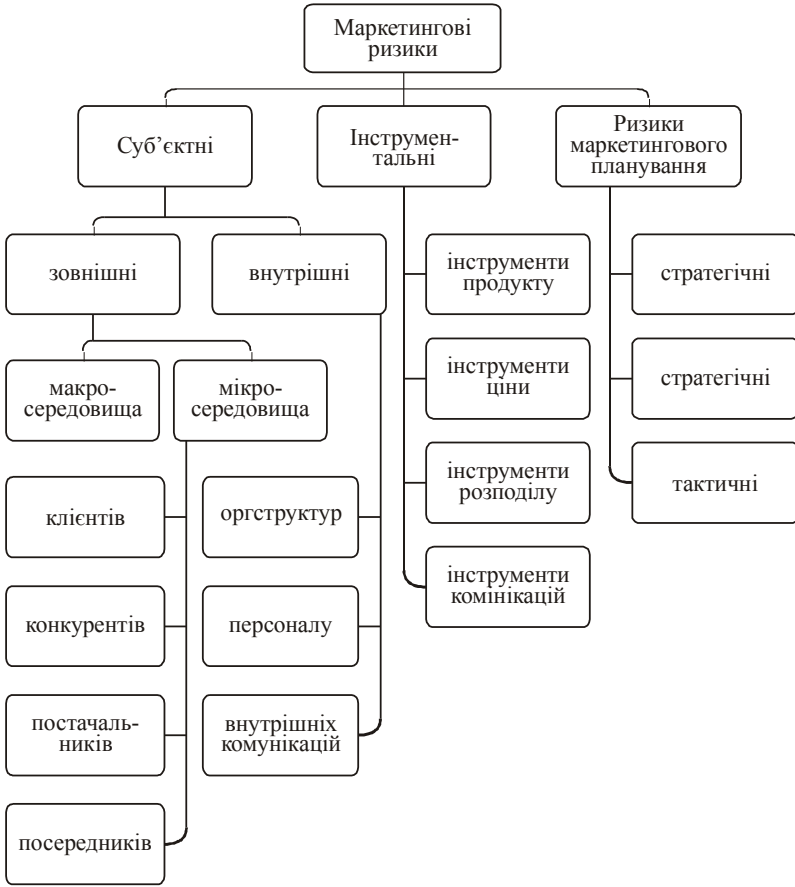 Маркетингові
ризики
Суб’єктні
Інструмен-
тальні
Ризики
маркетингового
планування
зовнішні
внутрішні
інструменти
продукту
стратегічні
макро-
середовища
мікро-
середовища
інструменти
ціни
стратегічні
клієнтів
оргструктур
інструменти
розподілу
тактичні
конкурентів
персоналу
інструменти
комінікацій
постачаль-
ників
внутрішніх
комунікацій
посередників